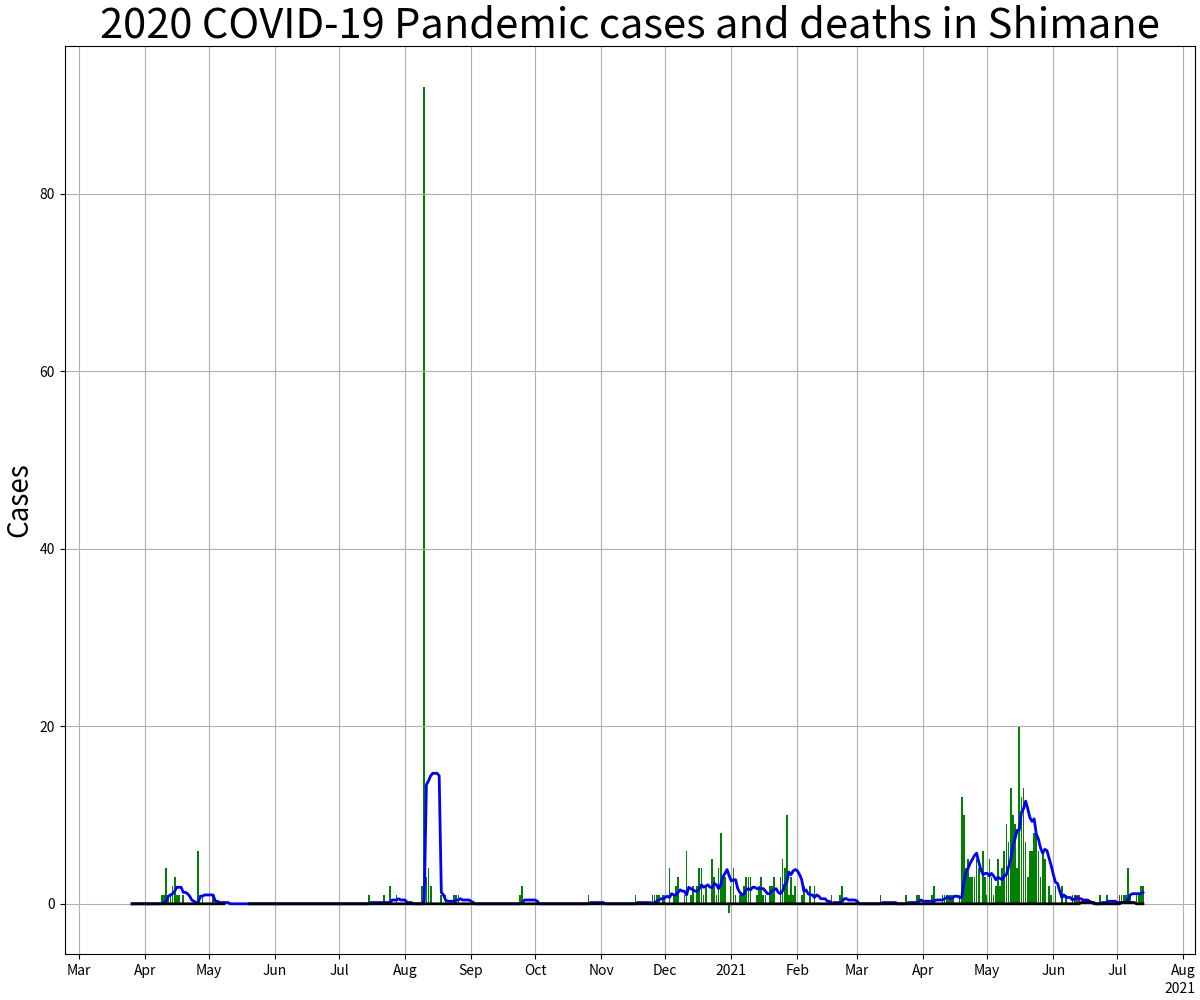 2020 COVID-19 Pandemic cases and deaths in Shimane
Cases
80
60
40
20
0
Mar Apr May Jun Jul Aug Sep Oct Nov Dec 2021 Feb Mar Apr May Jun Jul Aug
2021